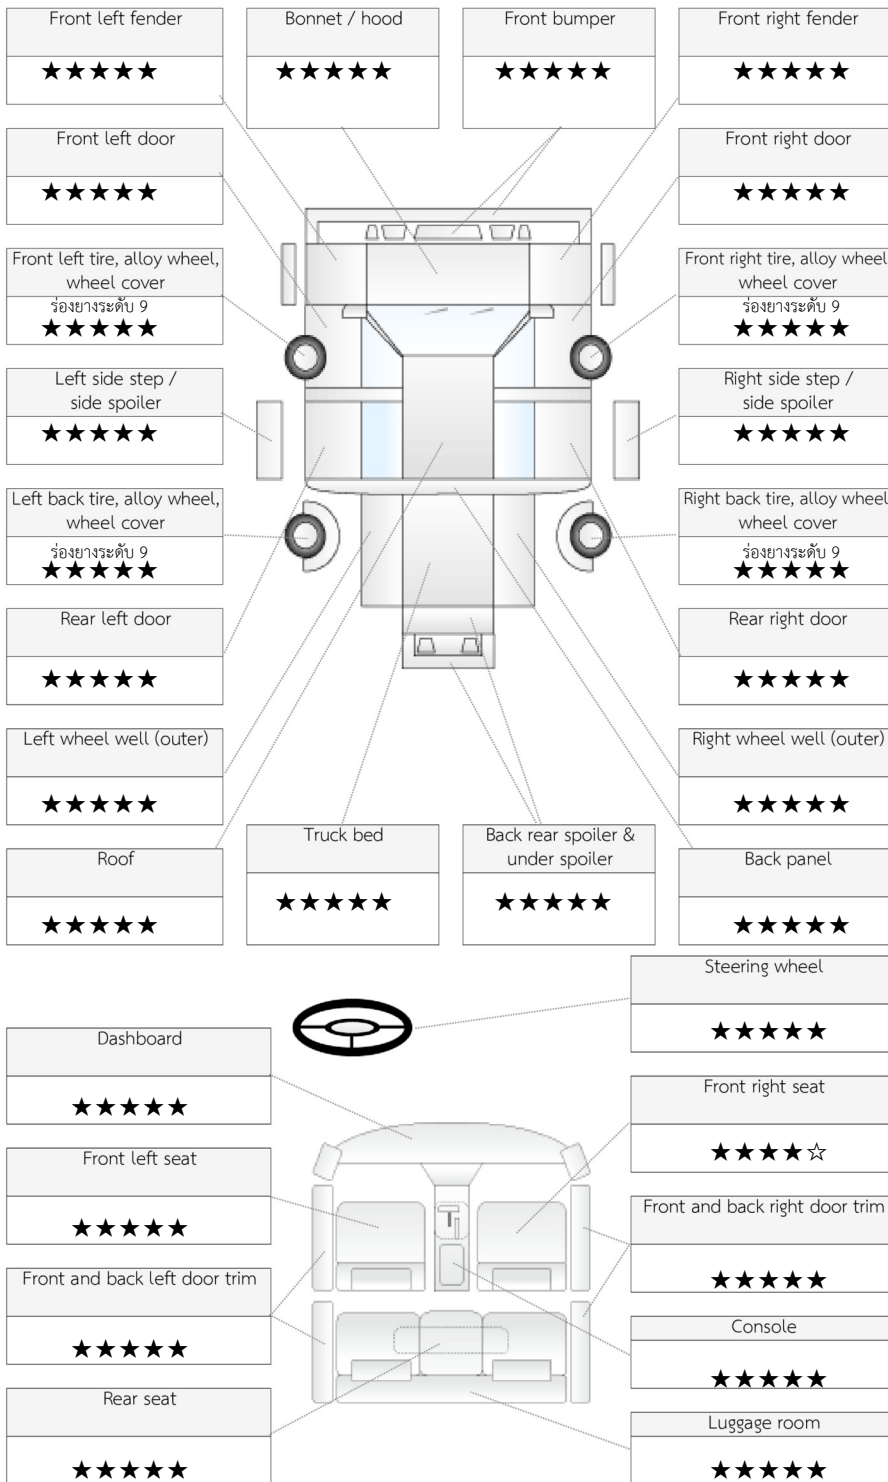 Front left fender
★★★★★
Bonnet / hood
★★★★★
Front bumper
★★★★★
Front right fender
★★★★★
Front left door
★★★★★
Front right door
★★★★★
Front left tire, alloy wheel,
wheel cover
ร่องยางระดับ 9
★★★★★
Front right tire, alloy wheel
wheel cover
ร่องยางระดับ 9
★★★★★
Left side step /
side spoiler
★★★★★
Right side step /
side spoiler
★★★★★
Left back tire, alloy wheel,
wheel cover
ร่องยางระดับ 9
★★★★★
Right back tire, alloy wheel
wheel cover
ร่องยางระดับ 9
★★★★★
Rear left door
★★★★★
Rear right door
★★★★★
Left wheel well (outer)
★★★★★
Right wheel well (outer)
★★★★★
Roof
★★★★★
Truck bed
★★★★★
Back rear spoiler &
under spoiler
★★★★★
Back panel
★★★★★
Steering wheel
★★★★★
Dashboard
★★★★★
Front right seat
★★★★☆
Front left seat
★★★★★
Front and back right door trim
★★★★★
Front and back left door trim
★★★★★
Console
★★★★★
Rear seat
★★★★★
Luggage room
★★★★★